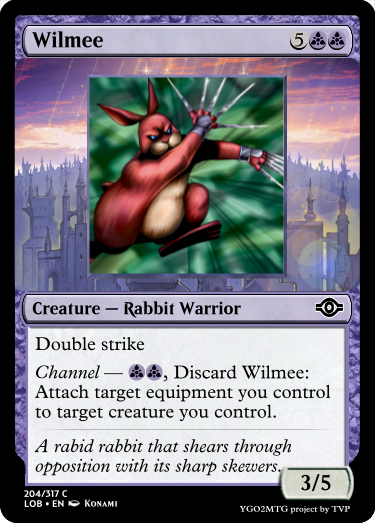 Wilmee 5
Creature — Rabbit Warrior
Double strike
Channel — , Discard Wilmee:
Attach target equipment you control
to target creature you control.
A rabid rabbit that shears through
opposition with its sharp skewers.
3/5
204/317 C
LOB • EN Konami
YGO2MTG project by TVP